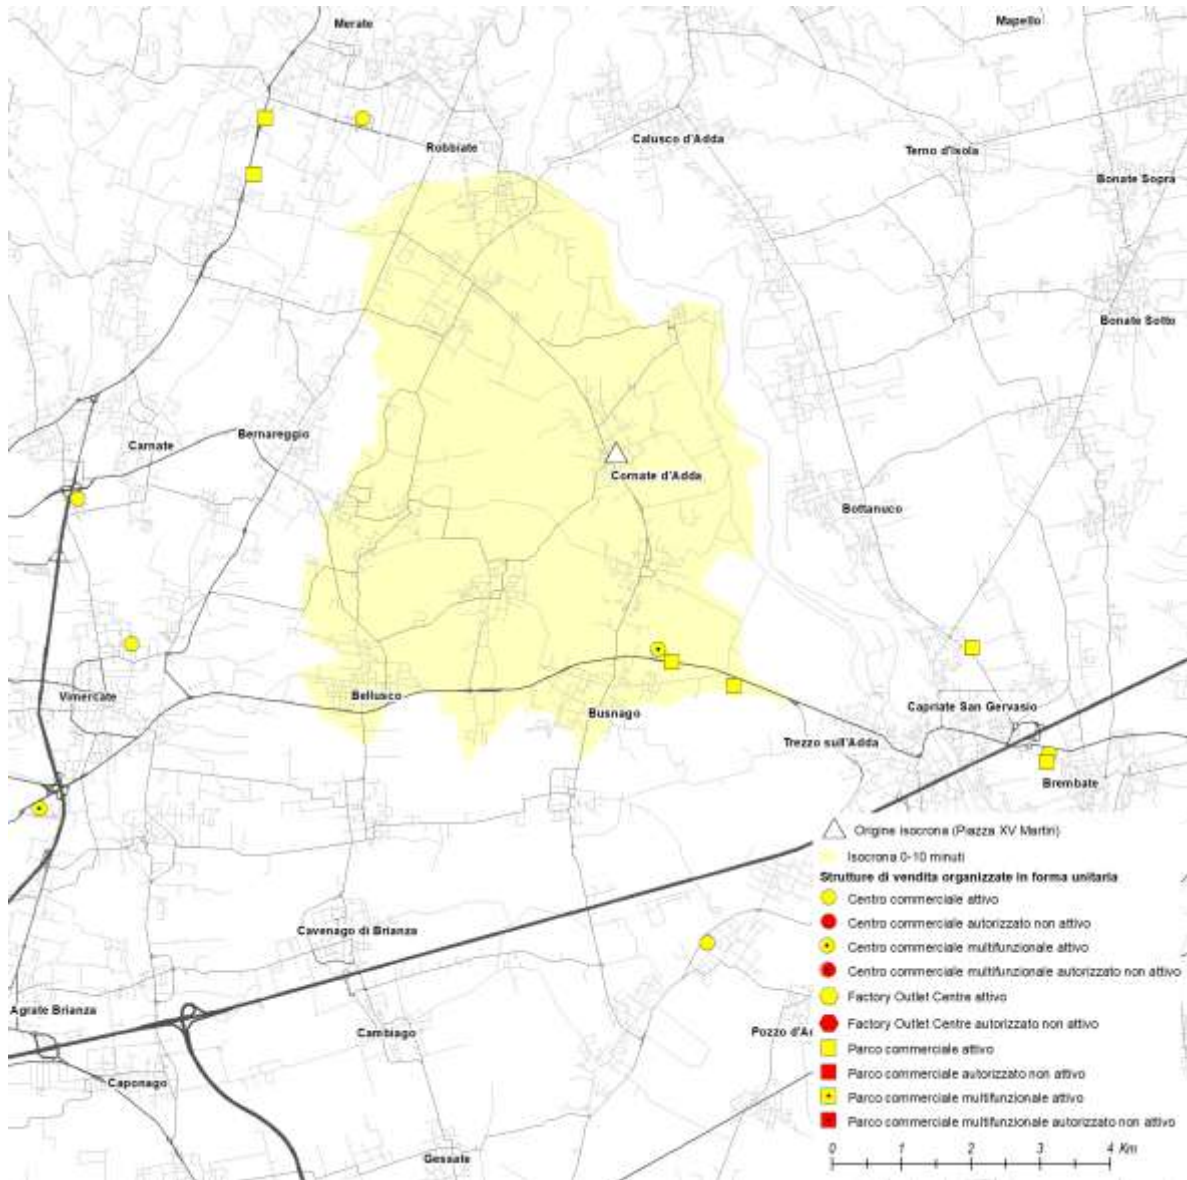 Merate
Mapello
Robbiate
Calusco d'Adda
Terno d'Isola
Bonate Sopra
Bonate Sotto
Carnate
Bernareggio
Cornate d'Adda
Bottanuco
Vimercate
Bellusco
Busnago
Capriate San Gervasio
Trezzo sull'Adda
Brembate
Origine isocrona (Piazza XV Martiri)
Isocrona 0-10 minuti
Strutture di vendita organizzate in forma unitaria
Centro commerciale attivo
Centro commerciale autorizzato non attivo
Centro commerciale multifunzionale attivo
Centro commerciale multifunzionale autorizzato non attivo
Factory Outlet Centre attivo
Factory Outlet Centre autorizzato non attivo
Parco commerciale attivo
Parco commerciale autorizzato non attivo
Parco commerciale multifunzionale attivo
Parco commerciale multifunzionale autorizzato non attivo
0 1 2 3 4 Km
Cavenago di Brianza
Agrate Brianza
Cambiago
Pozzo d'A
Caponago
Gessate